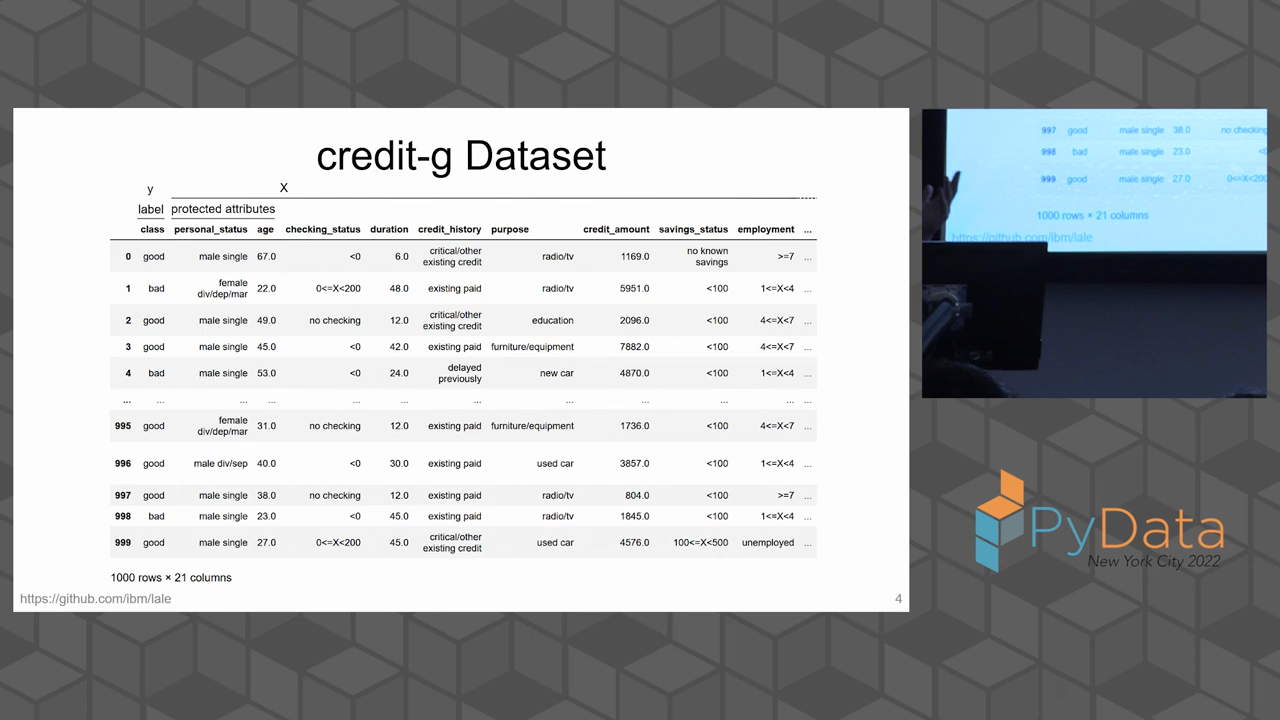 credit-g Dataset
y X
label protected attributes
class personal_status age checking_status duration credit_history purpose credit_amount savings_status employment ...
0 good male single 67.0 <0 6.0 critical/other existing credit radio/tv 1169.0 no known savings >=7 ...
1 bad female div/dep/mar 22.0 0<=X<200 48.0 existing paid radio/tv 5951.0 <100 1<=X<4 ...
2 good male single 49.0 no checking 12.0 critical/other existing credit education 2096.0 <100 4<=X<7 ...
3 good male single 45.0 <0 42.0 existing paid furniture/equipment 7882.0 <100 4<=X<7 ...
4 bad male single 53.0 <0 24.0 delayed previously new car 4870.0 <100 1<=X<4 ...
... ... ... ... ... ... ... ... ... ... ... ...
995 good female div/dep/mar 31.0 no checking 12.0 existing paid furniture/equipment 1736.0 <100 4<=X<7 ...
996 good male div/sep 40.0 <0 30.0 existing paid used car 3857.0 <100 1<=X<4 ...
997 good male single 38.0 no checking 12.0 existing paid radio/tv 804.0 <100 >=7 ...
998 bad male single 23.0 <0 45.0 existing paid radio/tv 1845.0 <100 1<=X<4 ...
999 good male single 27.0 0<=X<200 45.0 critical/other existing credit used car 4576.0 100<=X<500 unemployed ...
1000 rows × 21 columns
https://github.com/ibm/lale 4
997 good male single 38.0 no checking
998 bad male single 23.0 <0
999 good male single 27.0 0<=X<200
1000 rows × 21 columns
https://github.com/ibm/lale
PyData
New York City 2022